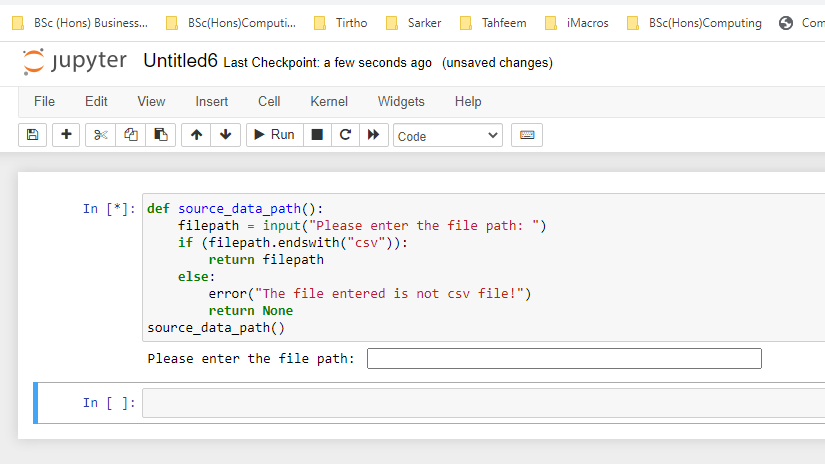 BSc (Hons) Business... BSc(Hons)Computi... Tirtho Sarker Tahfeem iMacros BSc(Hons)Computing Com
jupyter Untitled6 Last Checkpoint: a few seconds ago (unsaved changes)
File Edit View Insert Cell Kernel Widgets Help
Run Code
In [*]: def source_data_path():
filepath = input("Please enter the file path: ")
if (filepath.endswith("csv")):
return filepath
else:
error("The file entered is not csv file!")
return None
source_data_path()
Please enter the file path:
In [ ]: